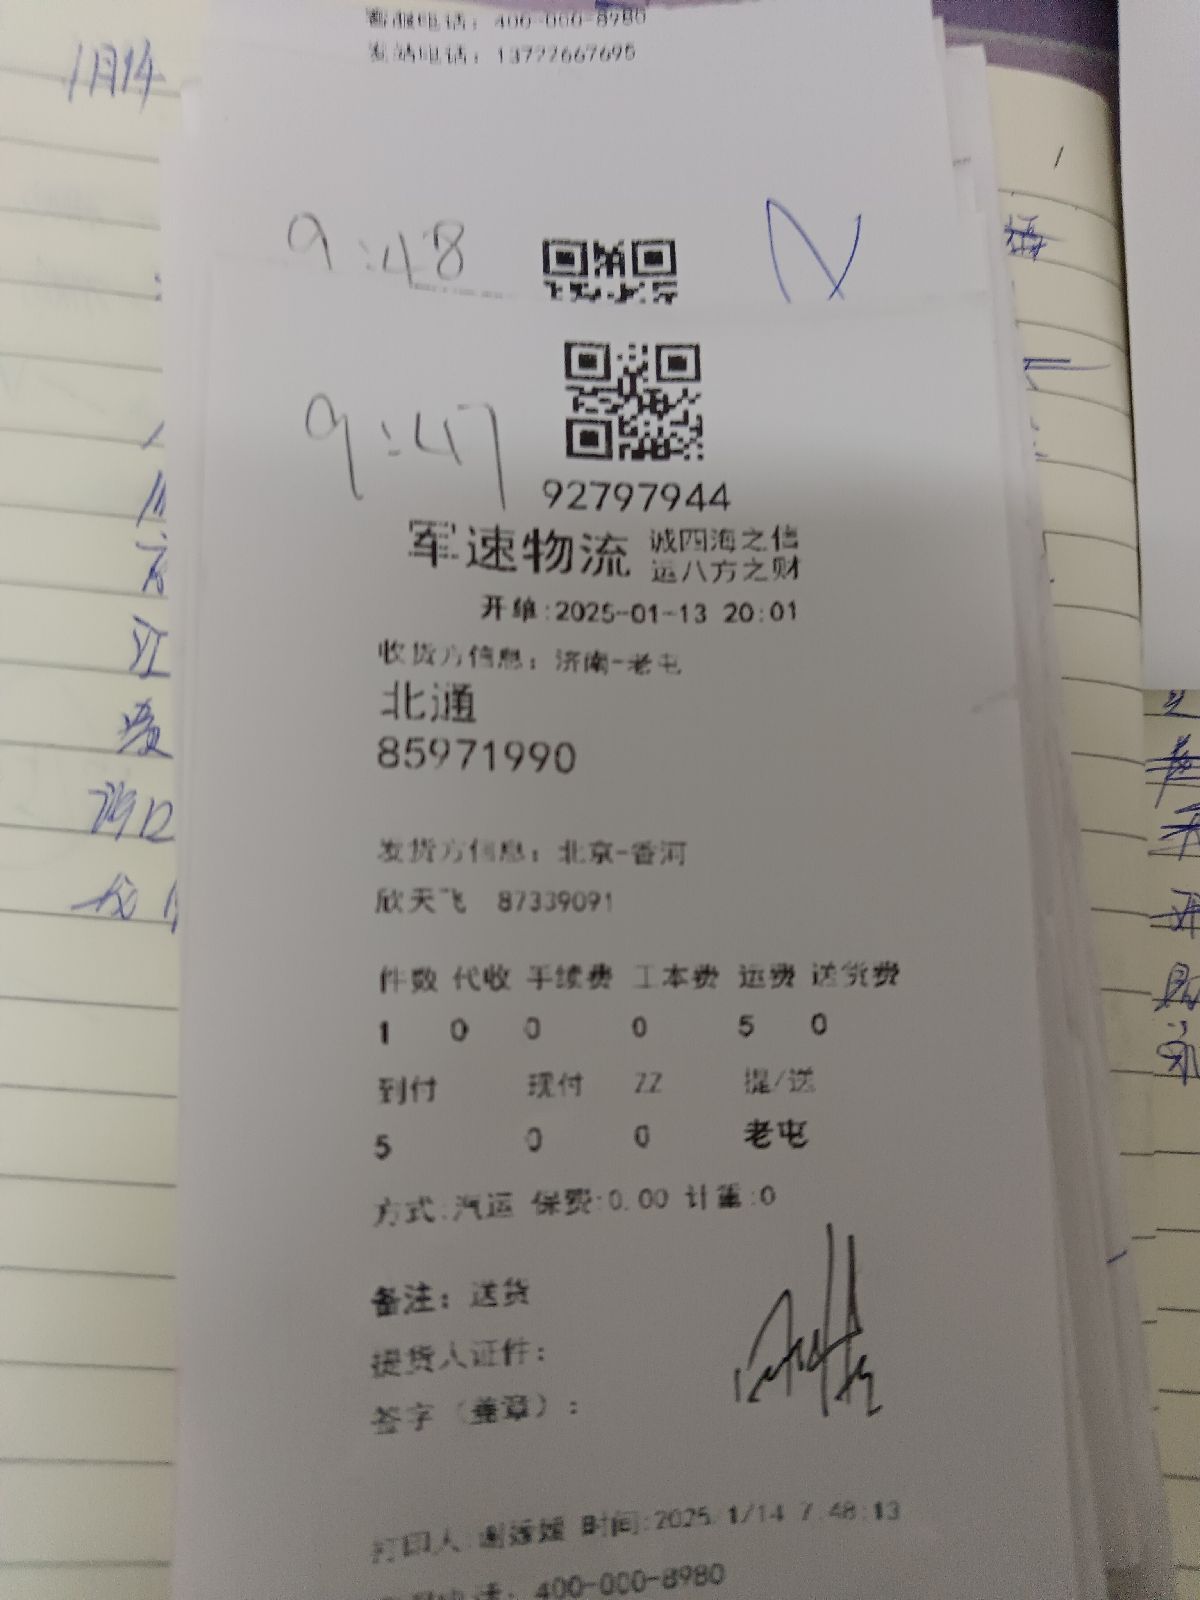 1月14
客服电话：400-000-8980
发站电话：13722667695
9:48
N
9:47
92797944
军速物流 诚四海之信
运八方之财
开单:2025-01-13 20:01
收货方信息：济南-老屯
北通
85971990
发货方信息：北京-香河
欣天飞 87339091
件数 代收 手续费 工本费 运费 送货费
1 0 0 0 5 0
到付 现付 ZZ 提/送
5 0 0 老屯
方式:汽运 保费:0.00 计重:0
备注：送货
提货人证件：
签字（盖章）：
打印人:谢媛媛 时间:2025/1/14 7:48:13
400-000-8980